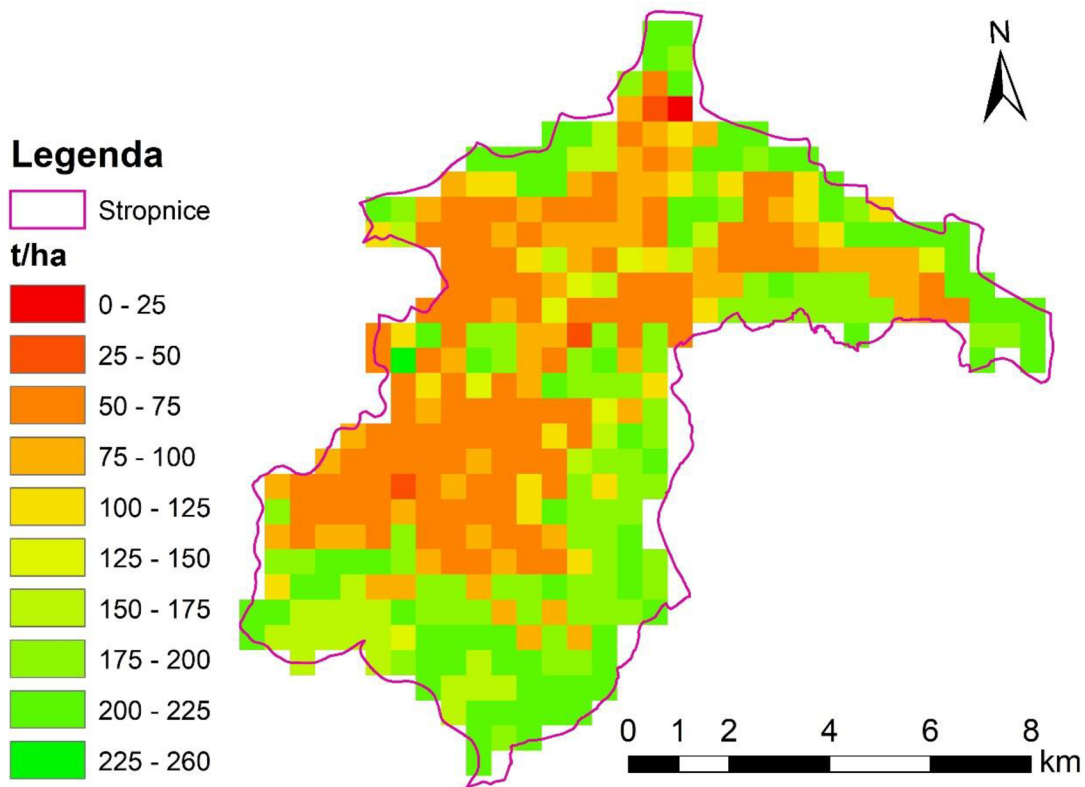 N
Legenda
Stropnice
t/ha
0 - 25
25 - 50
50 - 75
75 - 100
100 - 125
125 - 150
150 - 175
175 - 200
200 - 225
225 - 260
0 1 2 4 6 8
km